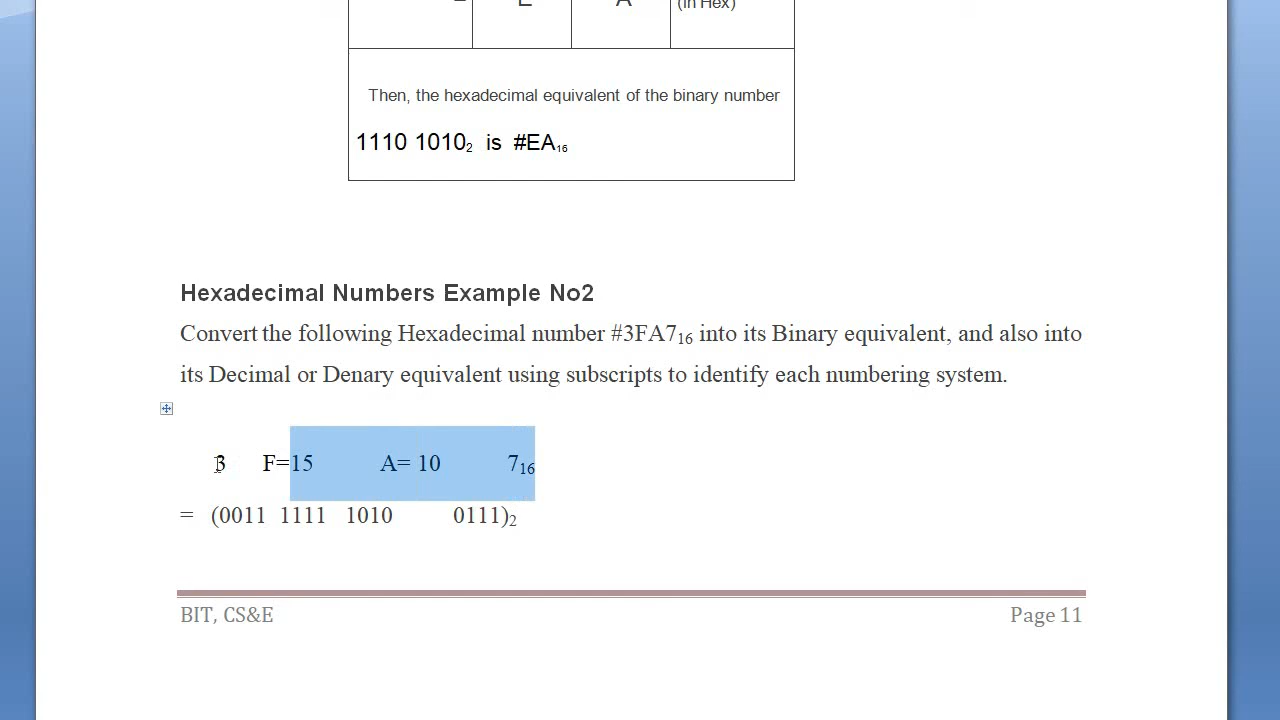 = E A (in Hex)
Then, the hexadecimal equivalent of the binary number
1110 1010₂ is #EA₁₆
Hexadecimal Numbers Example No2
Convert the following Hexadecimal number #3FA7₁₆ into its Binary equivalent, and also into
its Decimal or Denary equivalent using subscripts to identify each numbering system.
3 F=15 A= 10 7₁₆
= (0011 1111 1010 0111)₂
BIT, CS&E Page 11